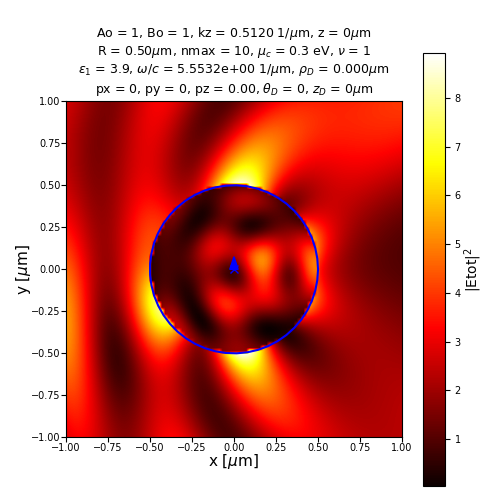 Ao = 1, Bo = 1, kz = 0.5120 1/μm, z = 0μm
R = 0.50μm, nmax = 10, μ_c = 0.3 eV, ν = 1
ε₁ = 3.9, ω/c = 5.5532e+00 1/μm, ρ_D = 0.000μm
px = 0, py = 0, pz = 0.00, θ_D = 0, z_D = 0μm
1.00
0.75
0.50
0.25
0.00
−0.25
−0.50
−0.75
−1.00
y [μm]
−1.00 −0.75 −0.50 −0.25 0.00 0.25 0.50 0.75 1.00
x [μm]
8
7
6
5
4
3
2
1
|Etot|²